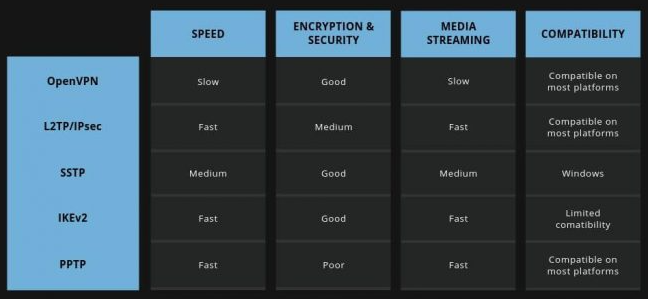 SPEED
ENCRYPTION &
SECURITY
MEDIA
STREAMING
COMPATIBILITY
OpenVPN
Slow
Good
Slow
Compatible on
most platforms
L2TP/IPsec
Fast
Medium
Fast
Compatible on
most platforms
SSTP
Medium
Good
Medium
Windows
IKEv2
Fast
Good
Fast
Limited
comatibility
PPTP
Fast
Poor
Fast
Compatible on
most platforms